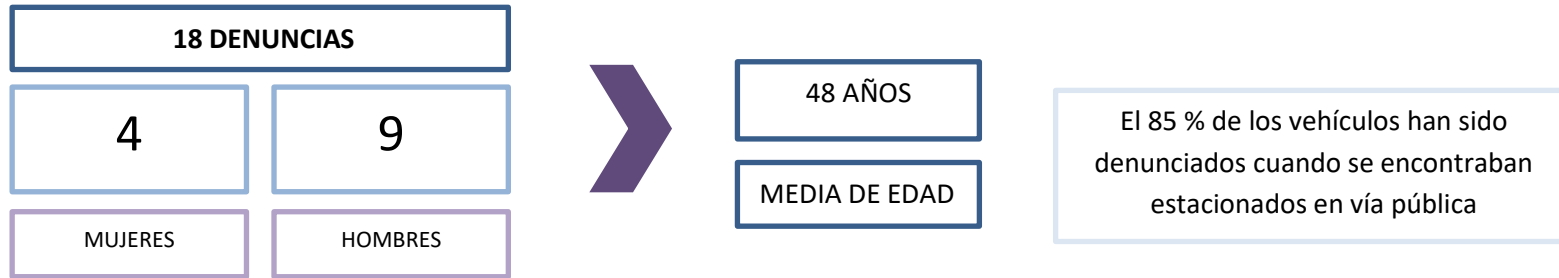 18 DENUNCIAS
4
9
MUJERES
HOMBRES
48 AÑOS
MEDIA DE EDAD
El 85 % de los vehículos han sido
denunciados cuando se encontraban
estacionados en vía pública